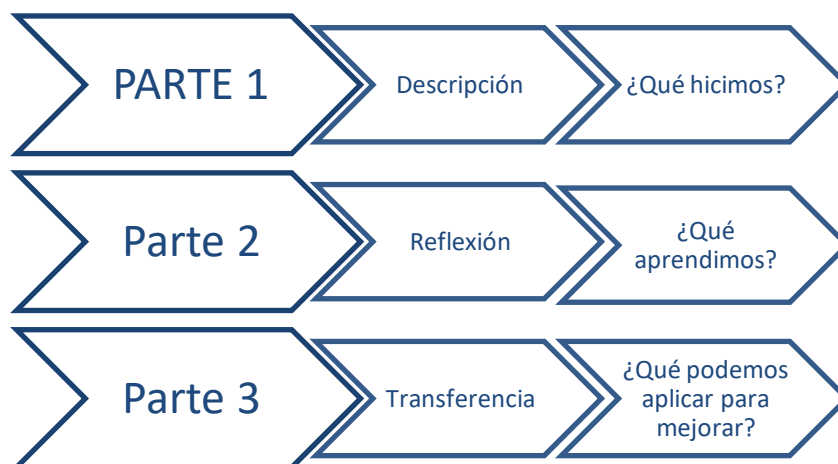 PARTE 1
Descripción
¿Qué hicimos?
Parte 2
Reflexión
¿Qué
aprendimos?
Parte 3
Transferencia
¿Qué podemos
aplicar para
mejorar?